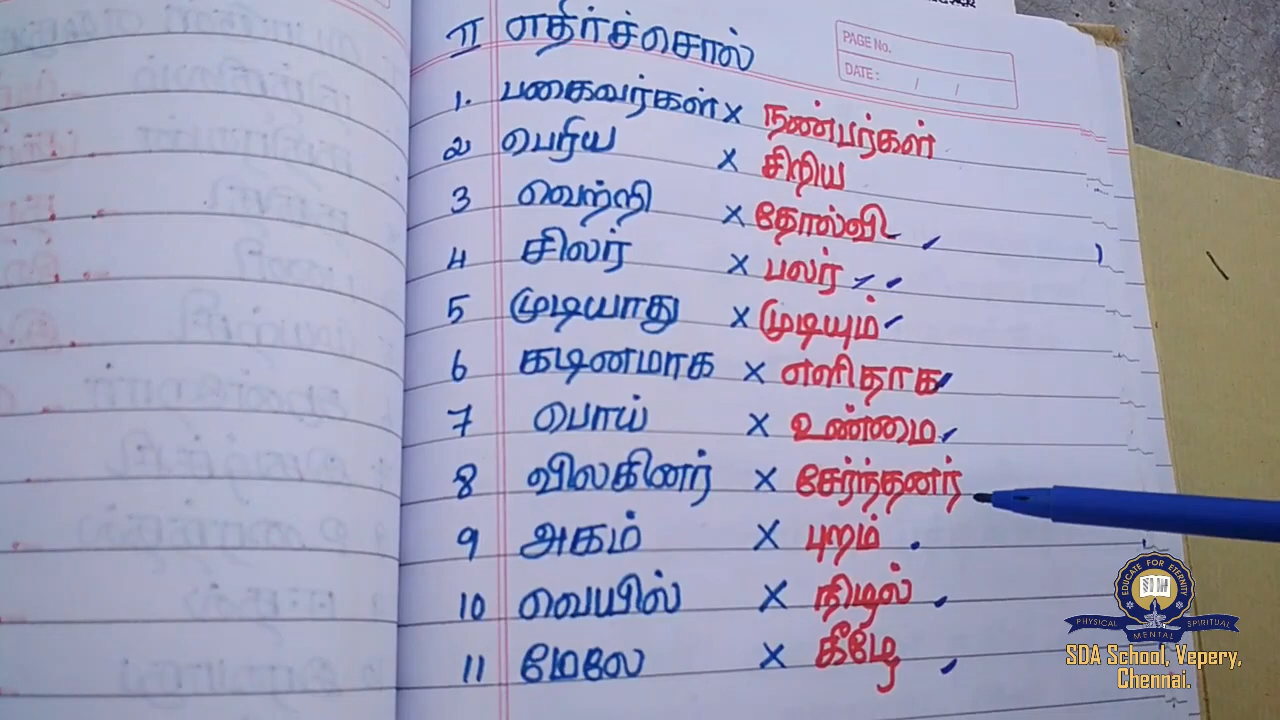 II எதிர்ச்சொல்
PAGE No.
DATE : / /
1. பகைவர்கள் x நண்பர்கள்
2 பெரிய x சிறிய
3 வெற்றி x தோல்வி
4 சிலர் x பலர்
5 முடியாது x முடியும்
6 கடினமாக x எளிதாக
7 பொய் x உண்மை
8 விலகினர் x சேர்ந்தனர்
9 அகம் x புறம்
10 வெயில் x நிழல்
11 மேலே x கீழே
EDUCATE FOR ETERNITY
SDA
PHYSICAL MENTAL SPIRITUAL
SDA School, Vepery,
Chennai.